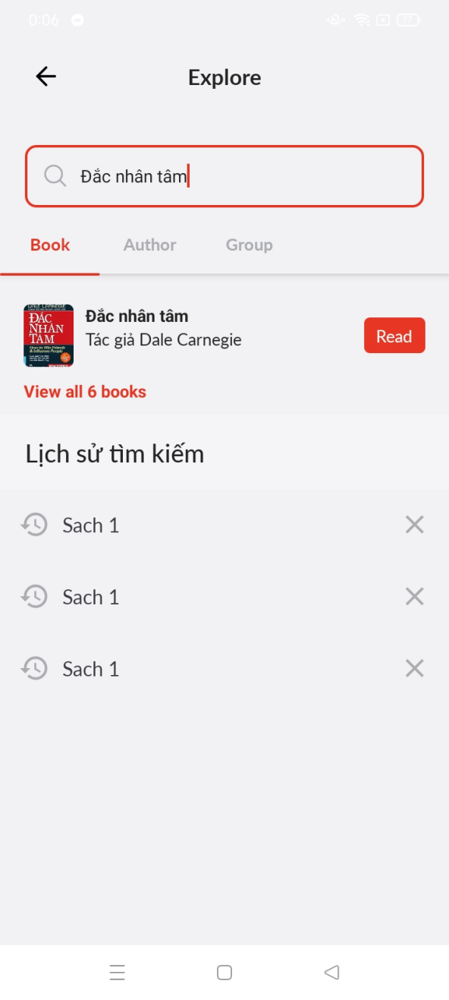 0:06
77
Explore
Đắc nhân tâm
Book
Author
Group
DALE CARNEGIE
ĐẮC
NHÂN
TÂM
How to Win Friends
& Influence People
Đắc nhân tâm
Tác giả Dale Carnegie
Read
View all 6 books
Lịch sử tìm kiếm
Sach 1
Sach 1
Sach 1